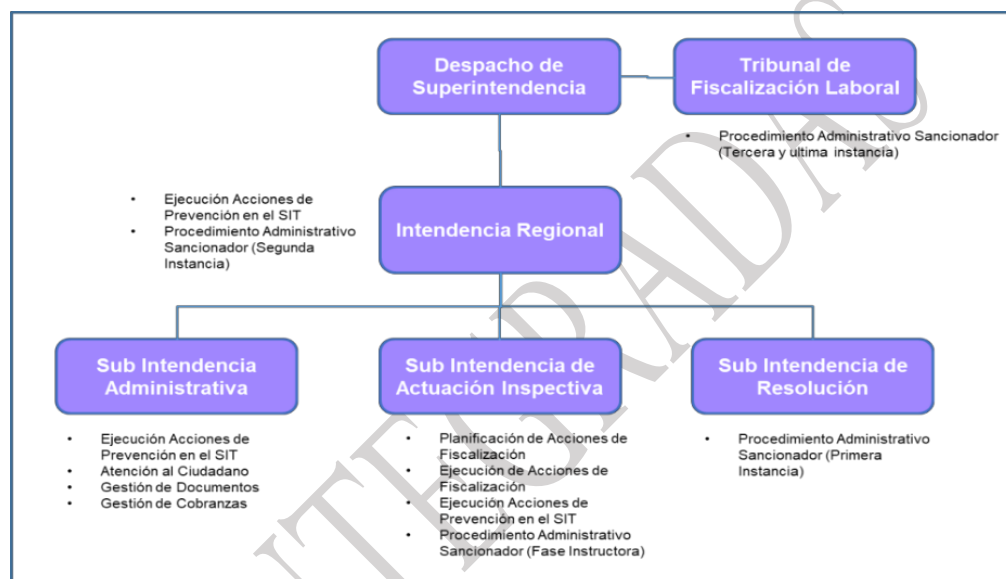 Despacho de
Superintendencia
Tribunal de
Fiscalización Laboral
• Procedimiento Administrativo Sancionador
(Tercera y ultima instancia)
• Ejecución Acciones de
Prevención en el SIT
• Procedimiento Administrativo
Sancionador (Segunda
Instancia)
Intendencia Regional
Sub Intendencia
Administrativa
• Ejecución Acciones de
Prevención en el SIT
• Atención al Ciudadano
• Gestión de Documentos
• Gestión de Cobranzas
Sub Intendencia de
Actuación Inspectiva
• Planificación de Acciones de
Fiscalización
• Ejecución de Acciones de
Fiscalización
• Ejecución Acciones de
Prevención en el SIT
• Procedimiento Administrativo
Sancionador (Fase Instructora)
Sub Intendencia de
Resolución
• Procedimiento Administrativo
Sancionador (Primera
Instancia)
NTEGRADAS